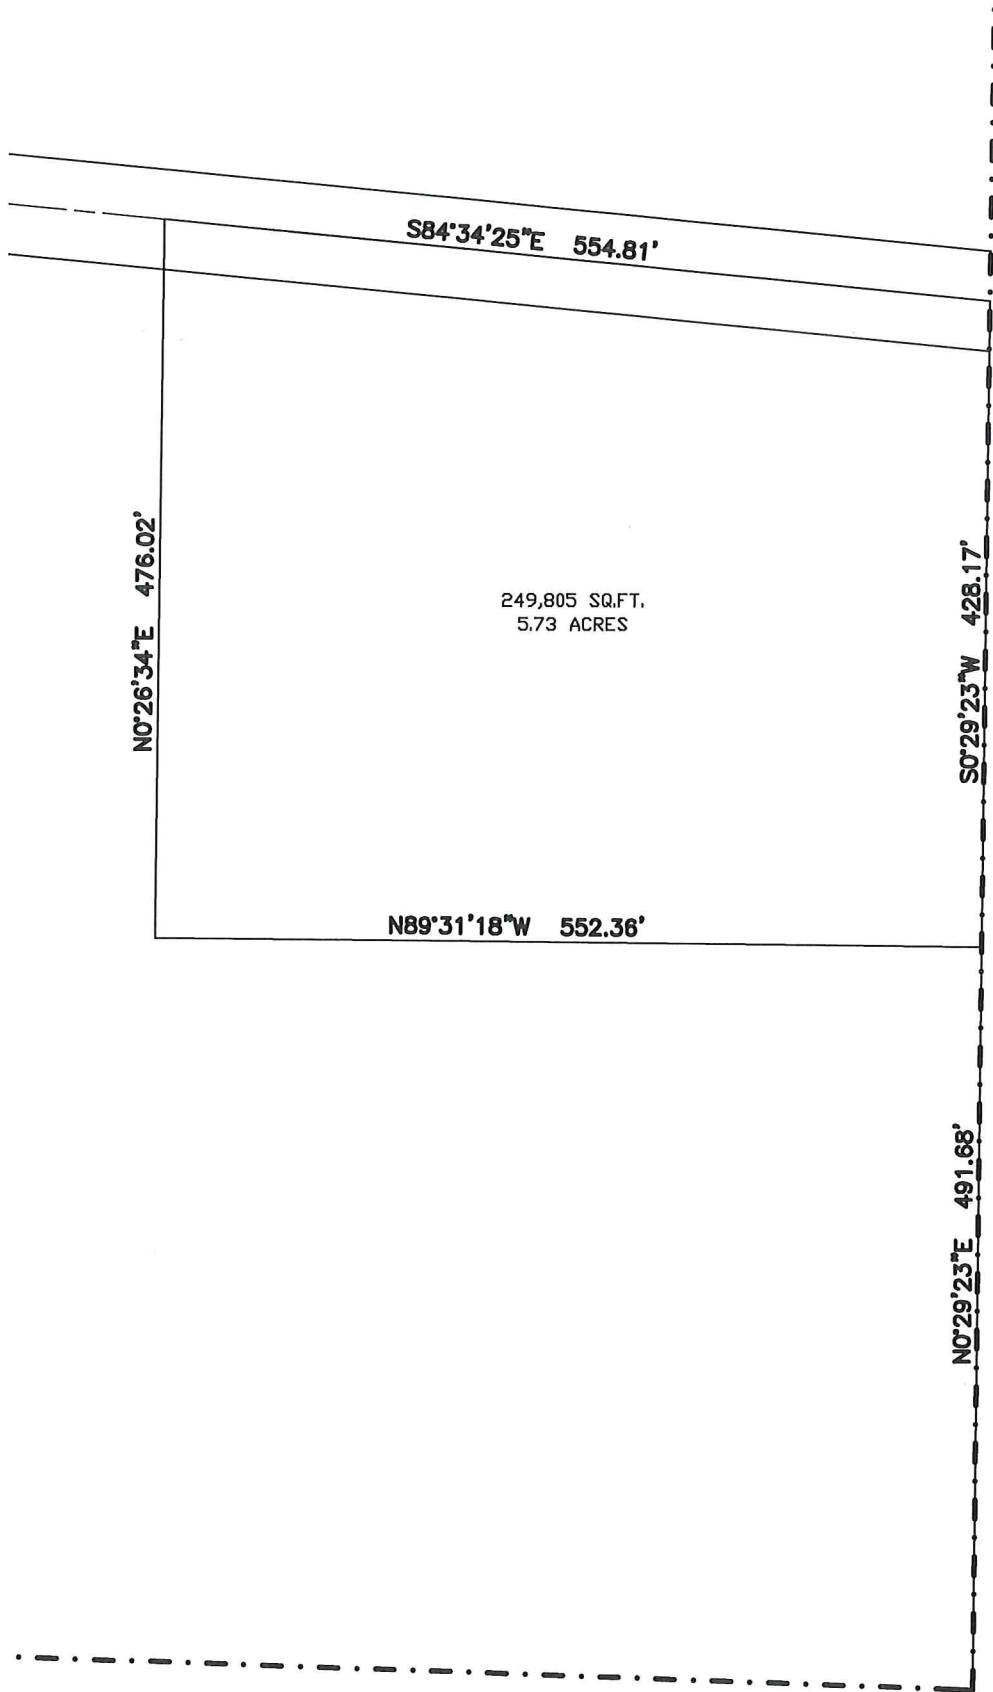 S84°34'25"E 554.81'
N0°26'34"E 476.02'
249,805 SQ.FT.
5.73 ACRES
S0°29'23"W 428.17'
N89°31'18"W 552.36'
N0°29'23"E 491.68'